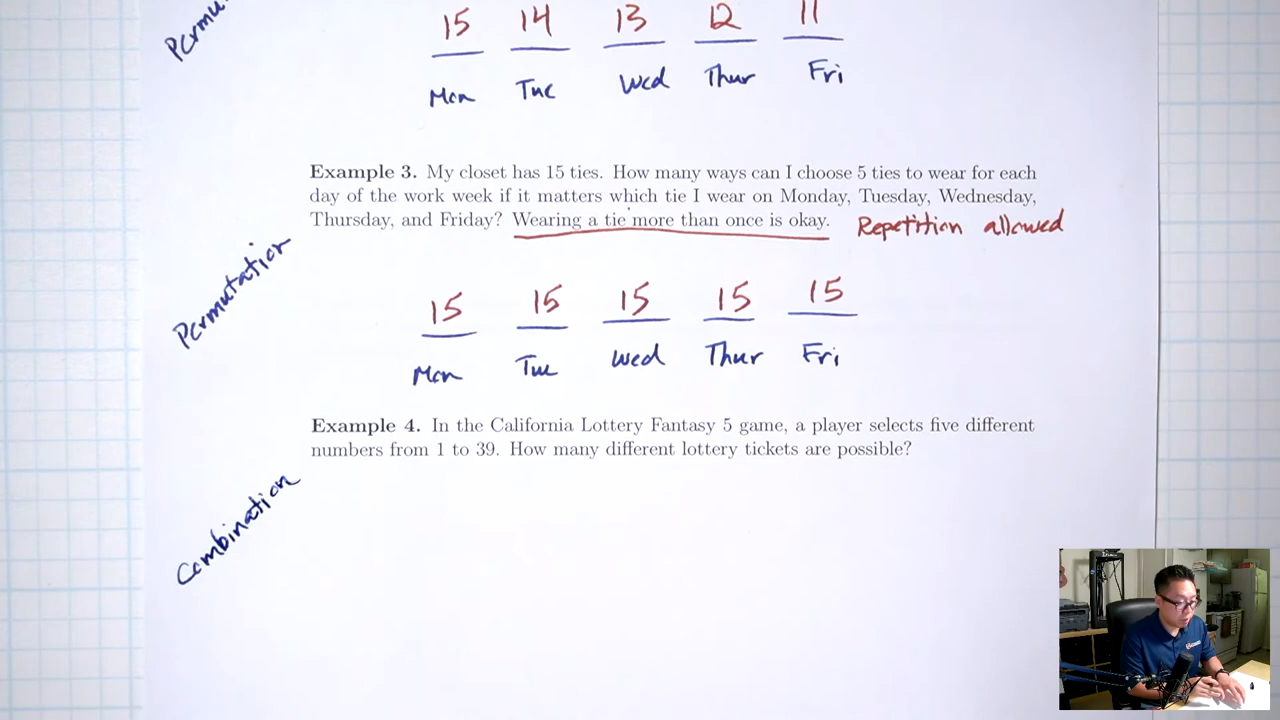 Permu
15 14 13 12 11
Mon Tue Wed Thur Fri
Example 3. My closet has 15 ties. How many ways can I choose 5 ties to wear for each
day of the work week if it matters which tie I wear on Monday, Tuesday, Wednesday,
Thursday, and Friday? Wearing a tie more than once is okay. Repetition allowed
Permutation
15 15 15 15 15
Mon Tue Wed Thur Fri
Example 4. In the California Lottery Fantasy 5 game, a player selects five different
numbers from 1 to 39. How many different lottery tickets are possible?
Combination